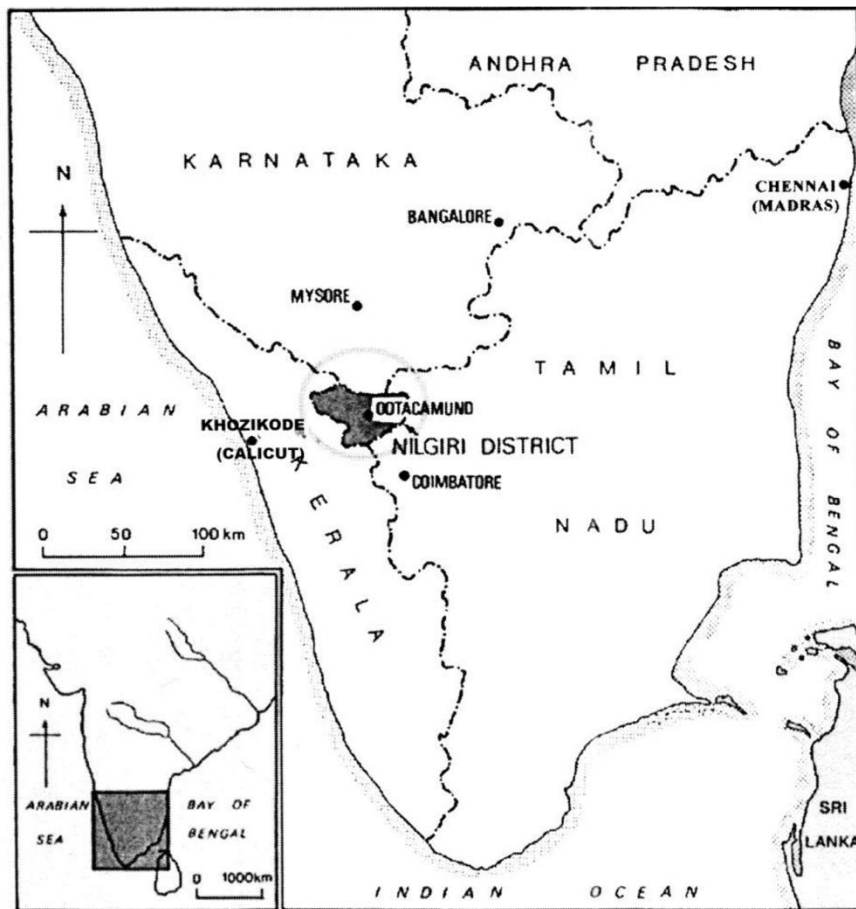 ANDHRA PRADESH
KARNATAKA
N
CHENNAI
(MADRAS)
BANGALORE
MYSORE
TAMIL
ARABIAN
SEA
OOTACAMUND
KHOZIKODE
(CALICUT)
NILGIRI DISTRICT
COIMBATORE
BAY OF BENGAL
KERALA
NADU
0 50 100 km
N
ARABIAN
SEA
BAY OF
BENGAL
0 1000km
SRI
LANKA
INDIAN OCEAN